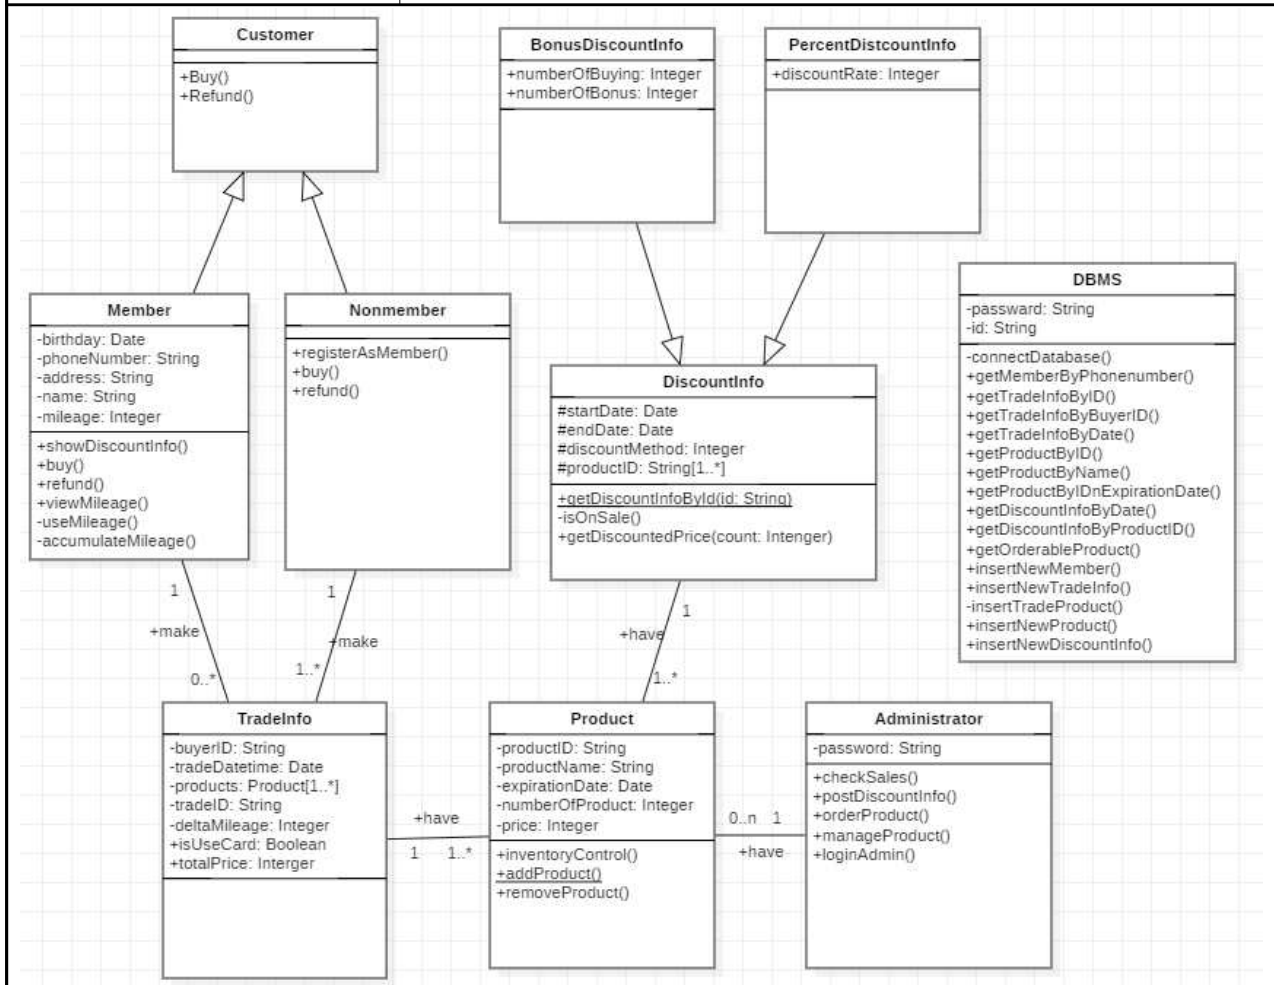 Customer
+Buy()
+Refund()
BonusDiscountInfo
+numberOfBuying: Integer
+numberOfBonus: Integer
PercentDistcountInfo
+discountRate: Integer
Member
-birthday: Date
-phoneNumber: String
-address: String
-name: String
-mileage: Integer
+showDiscountInfo()
+buy()
+refund()
+viewMileage()
-useMileage()
-accumulateMileage()
Nonmember
+registerAsMember()
+buy()
+refund()
DiscountInfo
#startDate: Date
#endDate: Date
#discountMethod: Integer
#productID: String[1..*]
+getDiscountInfoById(id: String)
-isOnSale()
+getDiscountedPrice(count: Intenger)
DBMS
-passward: String
-id: String
-connectDatabase()
+getMemberByPhonenumber()
+getTradeInfoByID()
+getTradeInfoByBuyerID()
+getTradeInfoByDate()
+getProductByID()
+getProductByName()
+getProductByIDnExpirationDate()
+getDiscountInfoByDate()
+getDiscountInfoByProductID()
+getOrderableProduct()
+insertNewMember()
+insertNewTradeInfo()
-insertTradeProduct()
+insertNewProduct()
+insertNewDiscountInfo()
1
+make
0..*
1
+make
1..*
1
+have
1..*
TradeInfo
-buyerID: String
-tradeDatetime: Date
-products: Product[1..*]
-tradeID: String
-deltaMileage: Integer
+isUseCard: Boolean
+totalPrice: Interger
+have
1 1..*
Product
-productID: String
-productName: String
-expirationDate: Date
-numberOfProduct: Integer
-price: Integer
+inventoryControl()
+addProduct()
+removeProduct()
0..n 1
+have
Administrator
-password: String
+checkSales()
+postDiscountInfo()
+orderProduct()
+manageProduct()
+loginAdmin()